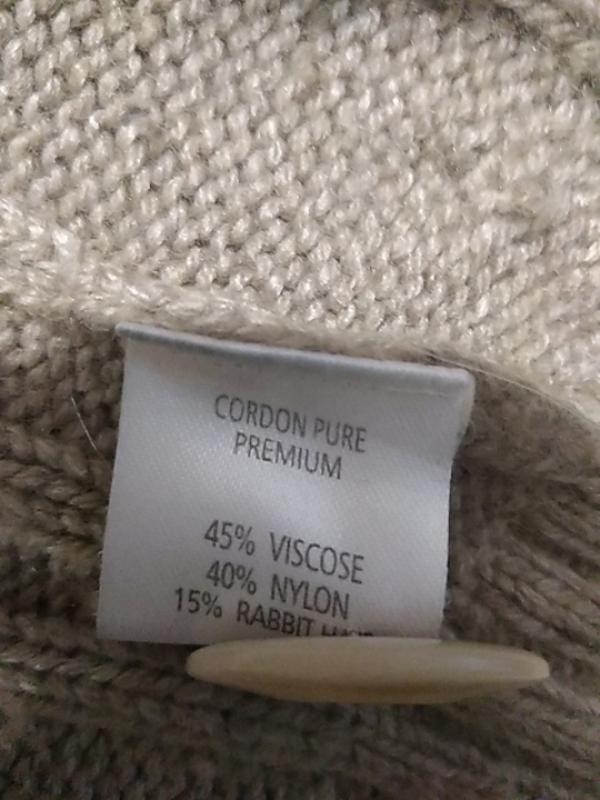 CORDON PURE
PREMIUM
45% VISCOSE
40% NYLON
15% RABBIT